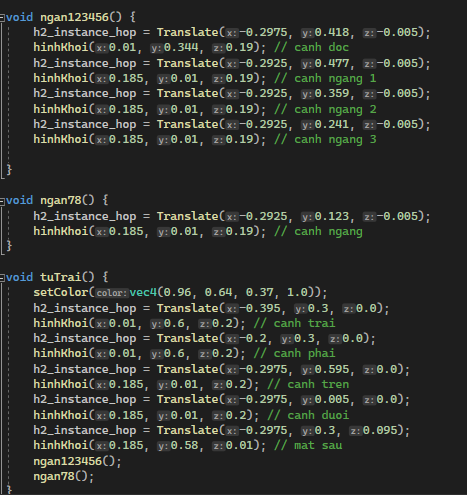 void ngan123456() {
h2_instance_hop = Translate(x:-0.2975, y:0.418, z:-0.005);
hinhKhoi(x:0.01, y:0.344, z:0.19); // canh doc
h2_instance_hop = Translate(x:-0.2925, y:0.477, z:-0.005);
hinhKhoi(x:0.185, y:0.01, z:0.19); // canh ngang 1
h2_instance_hop = Translate(x:-0.2925, y:0.359, z:-0.005);
hinhKhoi(x:0.185, y:0.01, z:0.19); // canh ngang 2
h2_instance_hop = Translate(x:-0.2925, y:0.241, z:-0.005);
hinhKhoi(x:0.185, y:0.01, z:0.19); // canh ngang 3
}
void ngan78() {
h2_instance_hop = Translate(x:-0.2925, y:0.123, z:-0.005);
hinhKhoi(x:0.185, y:0.01, z:0.19); // canh ngang
}
void tuTrai() {
setColor(color:vec4(0.96, 0.64, 0.37, 1.0));
h2_instance_hop = Translate(x:-0.395, y:0.3, z:0.0);
hinhKhoi(x:0.01, y:0.6, z:0.2); // canh trai
h2_instance_hop = Translate(x:-0.2, y:0.3, z:0.0);
hinhKhoi(x:0.01, y:0.6, z:0.2); // canh phai
h2_instance_hop = Translate(x:-0.2975, y:0.595, z:0.0);
hinhKhoi(x:0.185, y:0.01, z:0.2); // canh tren
h2_instance_hop = Translate(x:-0.2975, y:0.005, z:0.0);
hinhKhoi(x:0.185, y:0.01, z:0.2); // canh duoi
h2_instance_hop = Translate(x:-0.2975, y:0.3, z:0.095);
hinhKhoi(x:0.185, y:0.58, z:0.01); // mat sau
ngan123456();
ngan78();
}